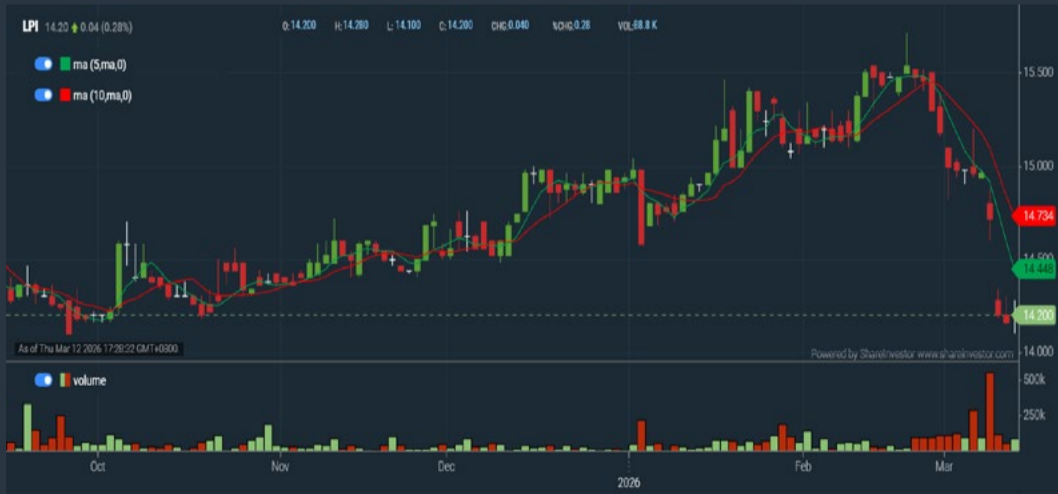 LPI 14.20 0.04 (0.28%) O:14.200 H:14.280 L:14.100 C:14.200 CHG:0.040 %CHG:0.28 VOL:88.8 K
ma (5,ma,0)
ma (10,ma,0)
15.500
15.000
14.734
14.500
14.448
14.200
14.000
As of Thu Mar 12 2026 17:28:32 GMT+0800
Powered by ShareInvestor www.shareinvestor.com
volume
500k
250k
Oct Nov Dec Feb Mar
2026